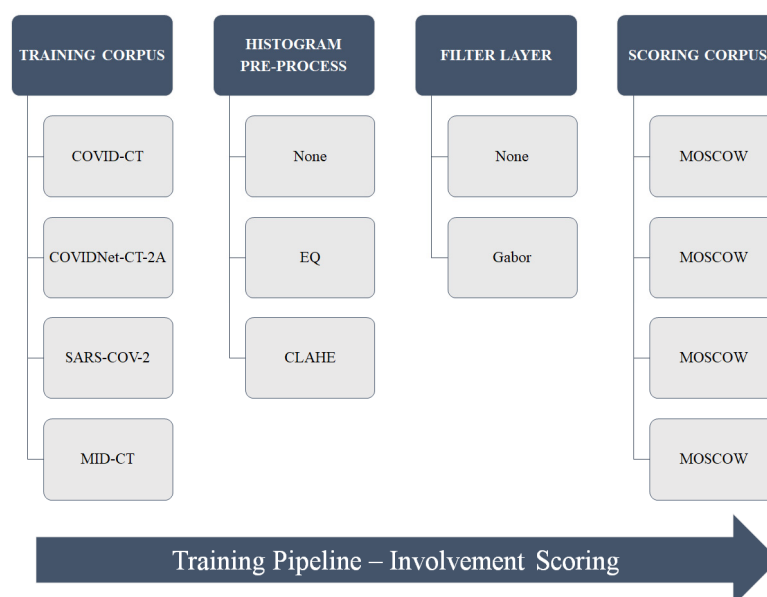 TRAINING CORPUS
COVID-CT
COVIDNet-CT-2A
SARS-COV-2
MID-CT
HISTOGRAM
PRE-PROCESS
None
EQ
CLAHE
FILTER LAYER
None
Gabor
SCORING CORPUS
MOSCOW
MOSCOW
MOSCOW
MOSCOW
Training Pipeline – Involvement Scoring